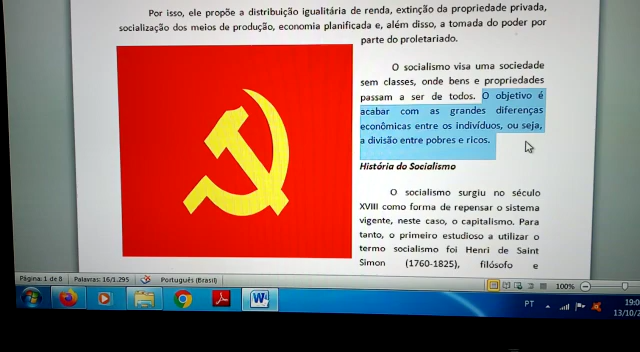 Por isso, ele propõe a distribuição igualitária de renda, extinção da propriedade privada,
socialização dos meios de produção, economia planificada e, além disso, a tomada do poder por
parte do proletariado.
O socialismo visa uma sociedade
sem classes, onde bens e propriedades
passam a ser de todos. O objetivo é
acabar com as grandes diferenças
econômicas entre os indivíduos, ou seja,
a divisão entre pobres e ricos.
História do Socialismo
O socialismo surgiu no século
XVIII como forma de repensar o sistema
vigente, neste caso, o capitalismo. Para
tanto, o primeiro estudioso a utilizar o
termo socialismo foi Henri de Saint
Simon (1760-1825), filósofo e
Página: 1 de 8 Palavras: 16/1.295 Português (Brasil) 100%
PT 19:0
13/10/2